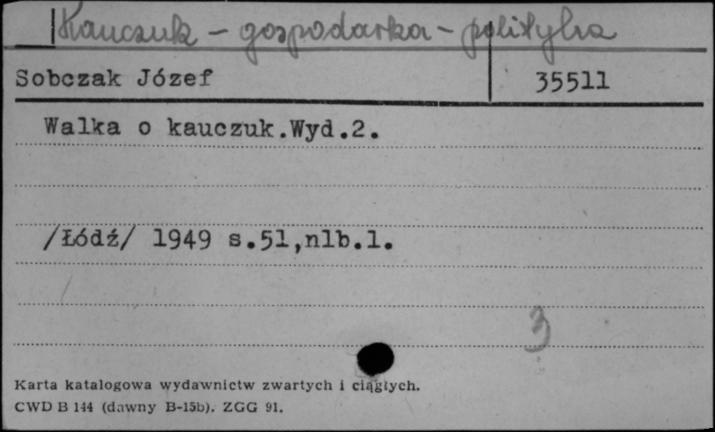 Kauczuk - gospodarka - polityka
Sobczak Józef 35511
Walka o kauczuk.Wyd.2.
/Łódź/ 1949 s.51,nlb.1.
3
Karta katalogowa wydawnictw zwartych i ciągłych.
CWD B 144 (dawny B-15b). ZGG 91.